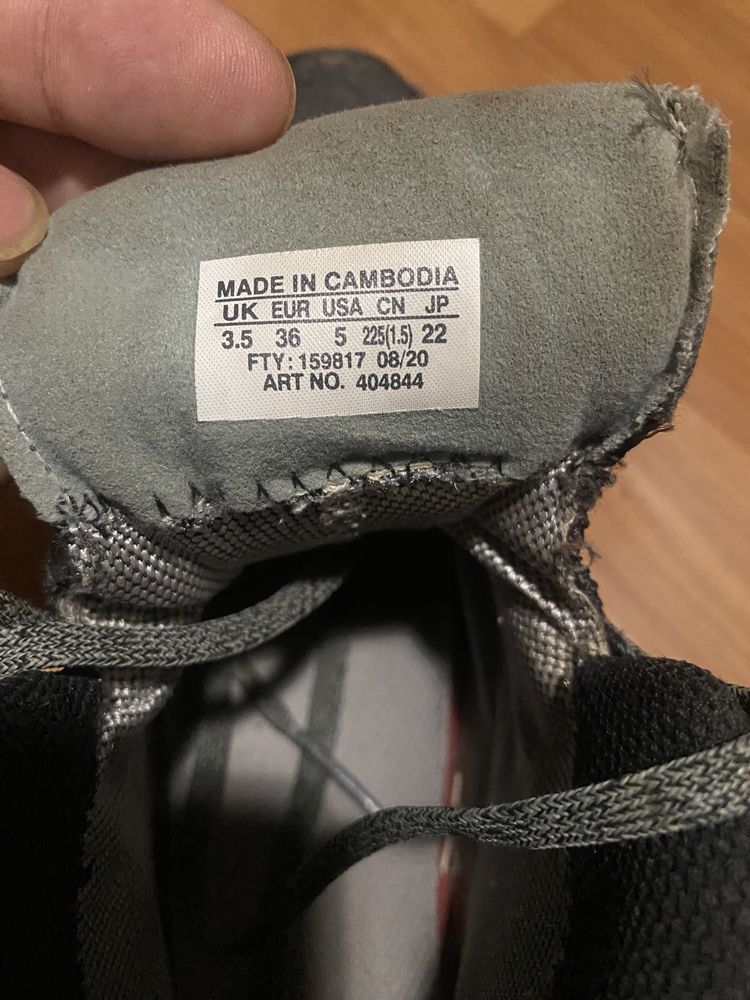 MADE IN CAMBODIA
UK EUR USA CN JP
3.5 36 5 225(1.5) 22
FTY: 159817 08/20
ART NO. 404844